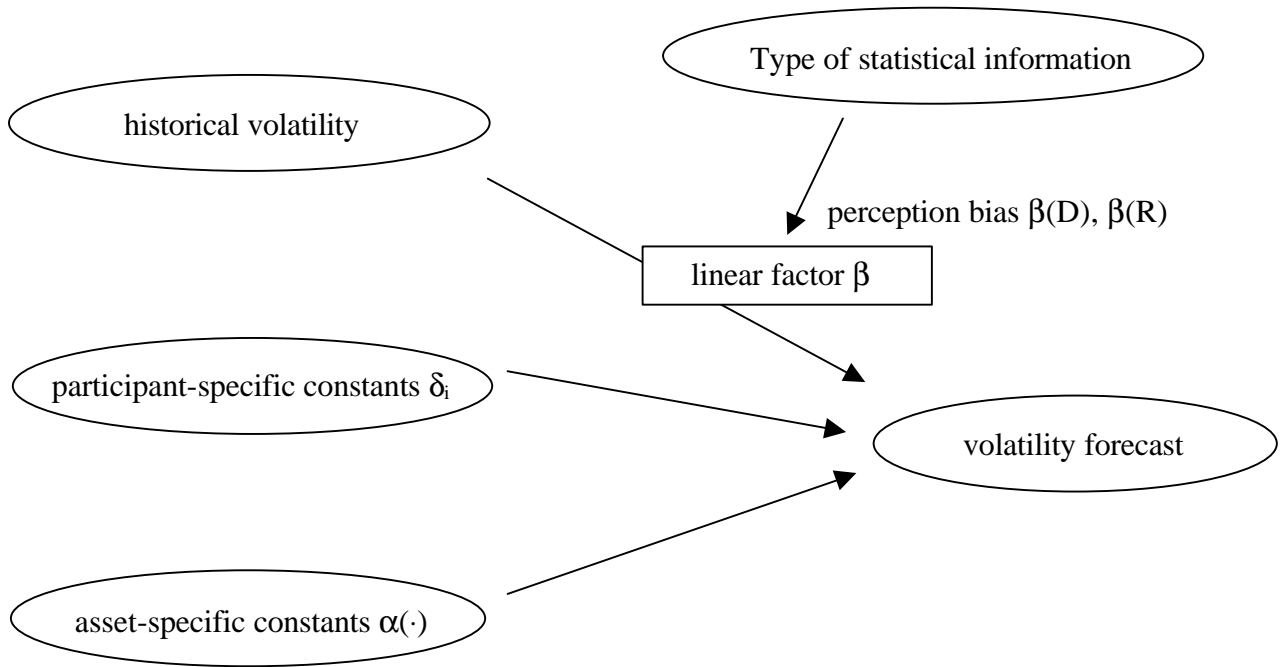 Type of statistical information
historical volatility
perception bias β(D), β(R)
linear factor β
participant-specific constants δi
volatility forecast
asset-specific constants α(·)